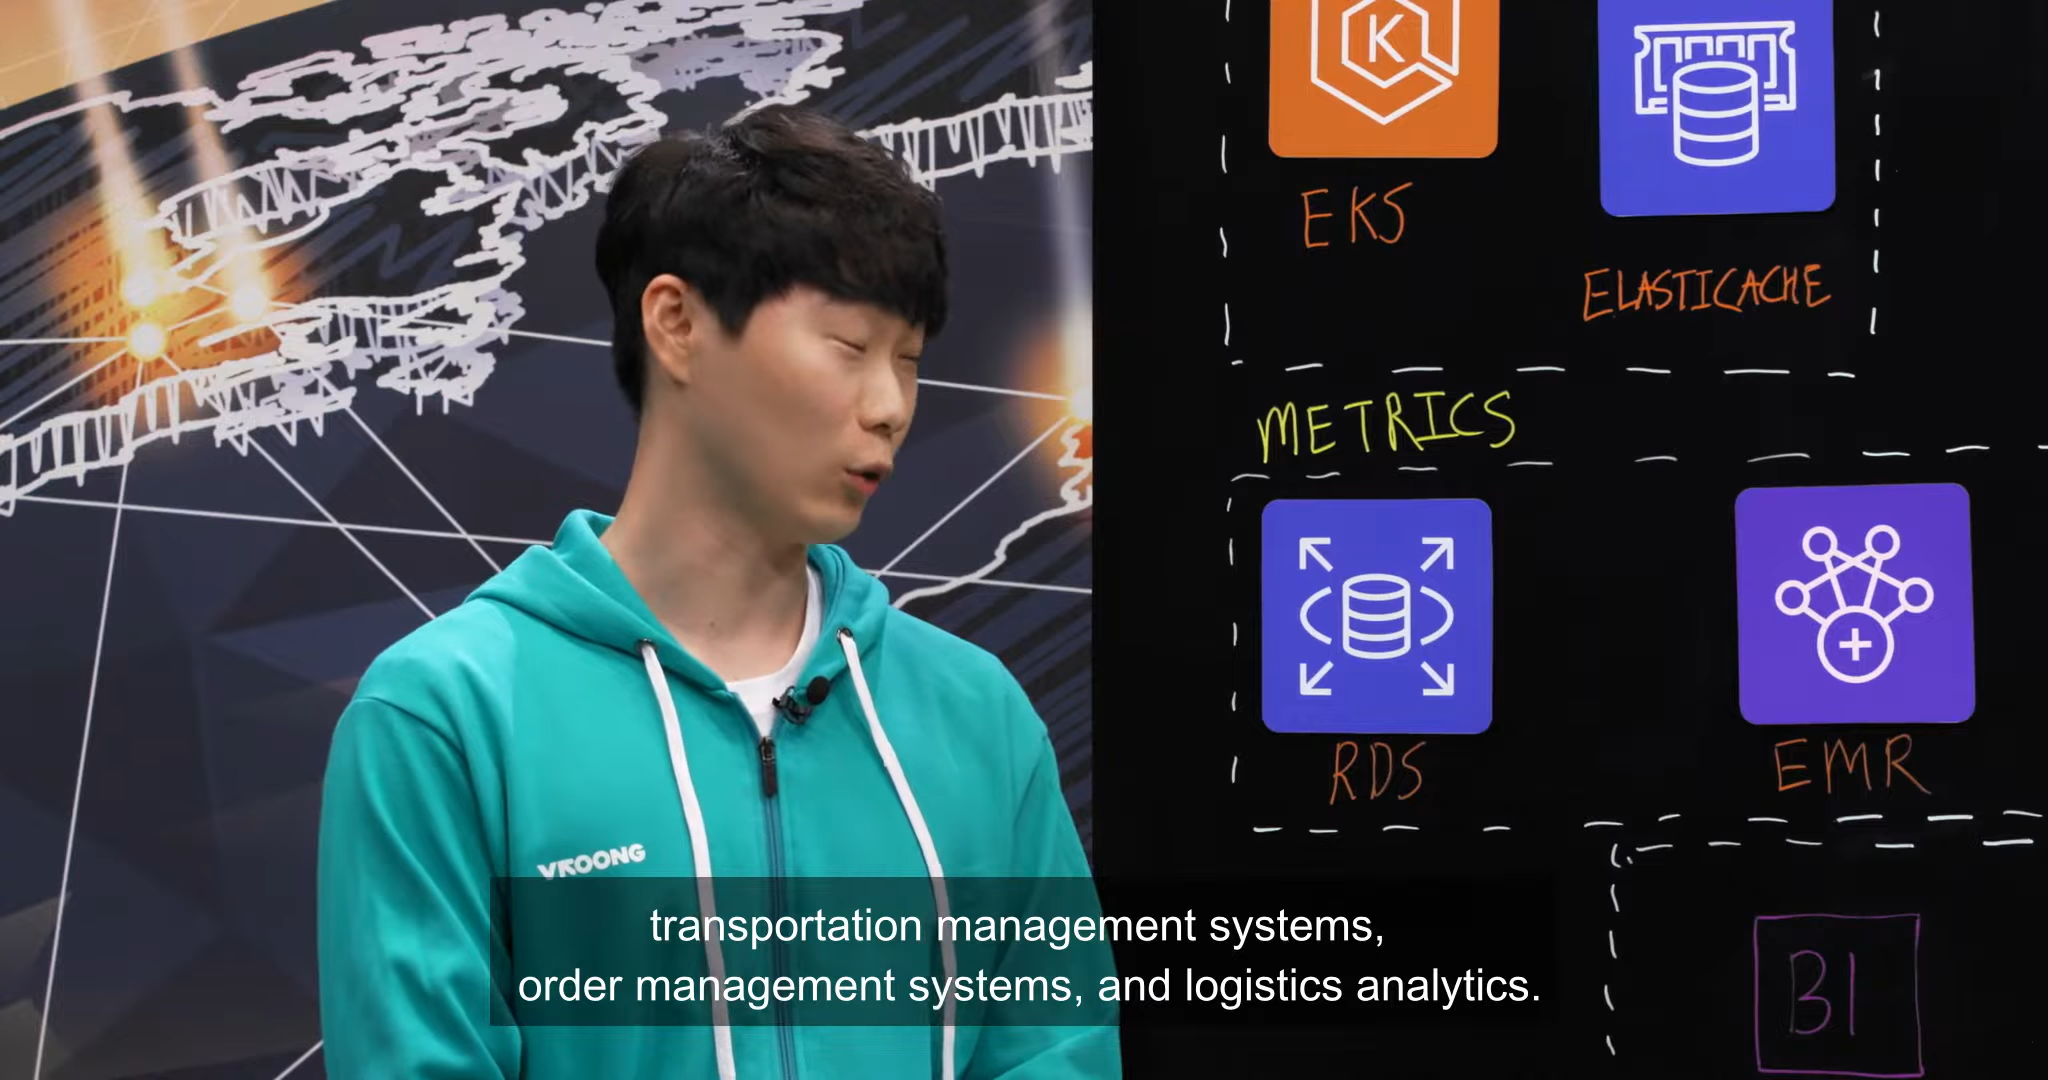 K
EKS
ELASTICACHE
METRICS
RDS
EMR
VROONG
transportation management systems,
order management systems, and logistics analytics.
BI